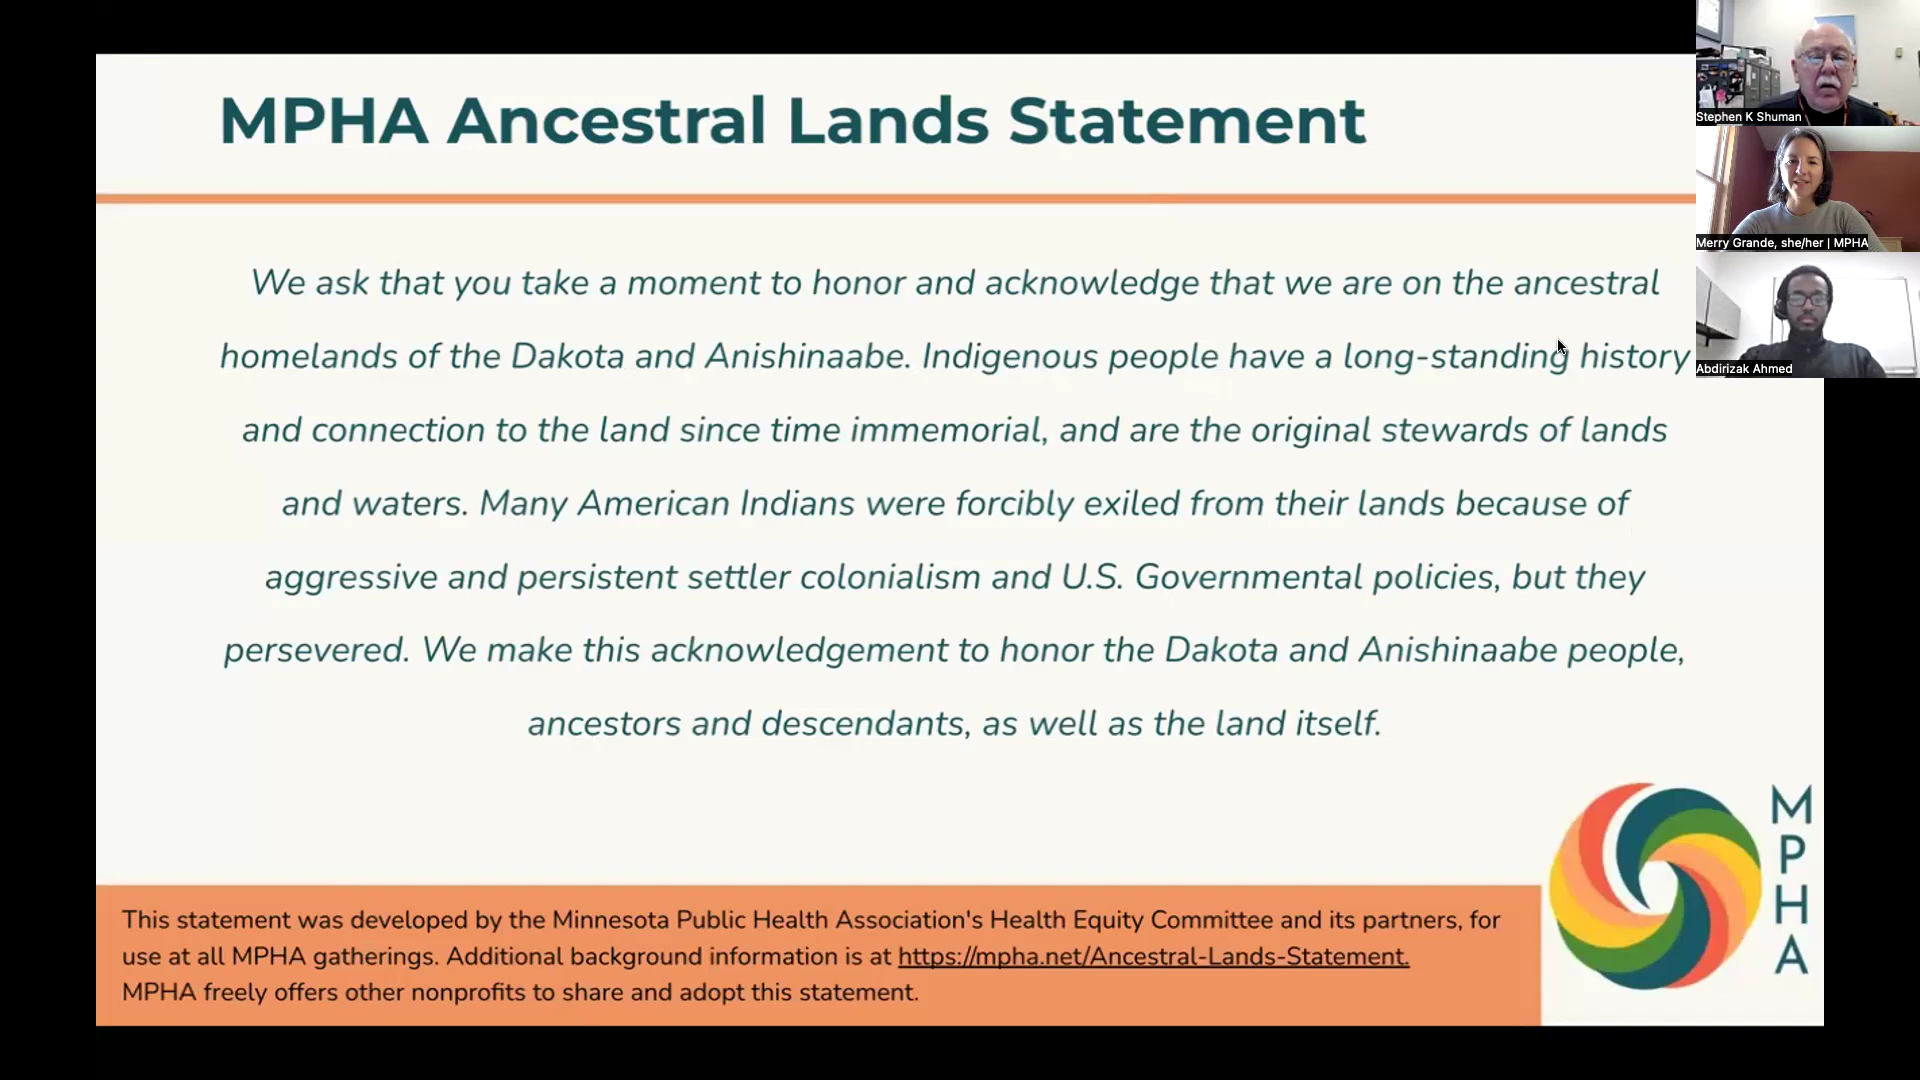 MPHA Ancestral Lands Statement
We ask that you take a moment to honor and acknowledge that we are on the ancestral
homelands of the Dakota and Anishinaabe. Indigenous people have a long-standing history
and connection to the land since time immemorial, and are the original stewards of lands
and waters. Many American Indians were forcibly exiled from their lands because of
aggressive and persistent settler colonialism and U.S. Governmental policies, but they
persevered. We make this acknowledgement to honor the Dakota and Anishinaabe people,
ancestors and descendants, as well as the land itself.
This statement was developed by the Minnesota Public Health Association's Health Equity Committee and its partners, for
use at all MPHA gatherings. Additional background information is at https://mpha.net/Ancestral-Lands-Statement.
MPHA freely offers other nonprofits to share and adopt this statement.
M
P
H
A
Stephen K Shuman
Merry Grande, she/her | MPHA
Abdirizak Ahmed